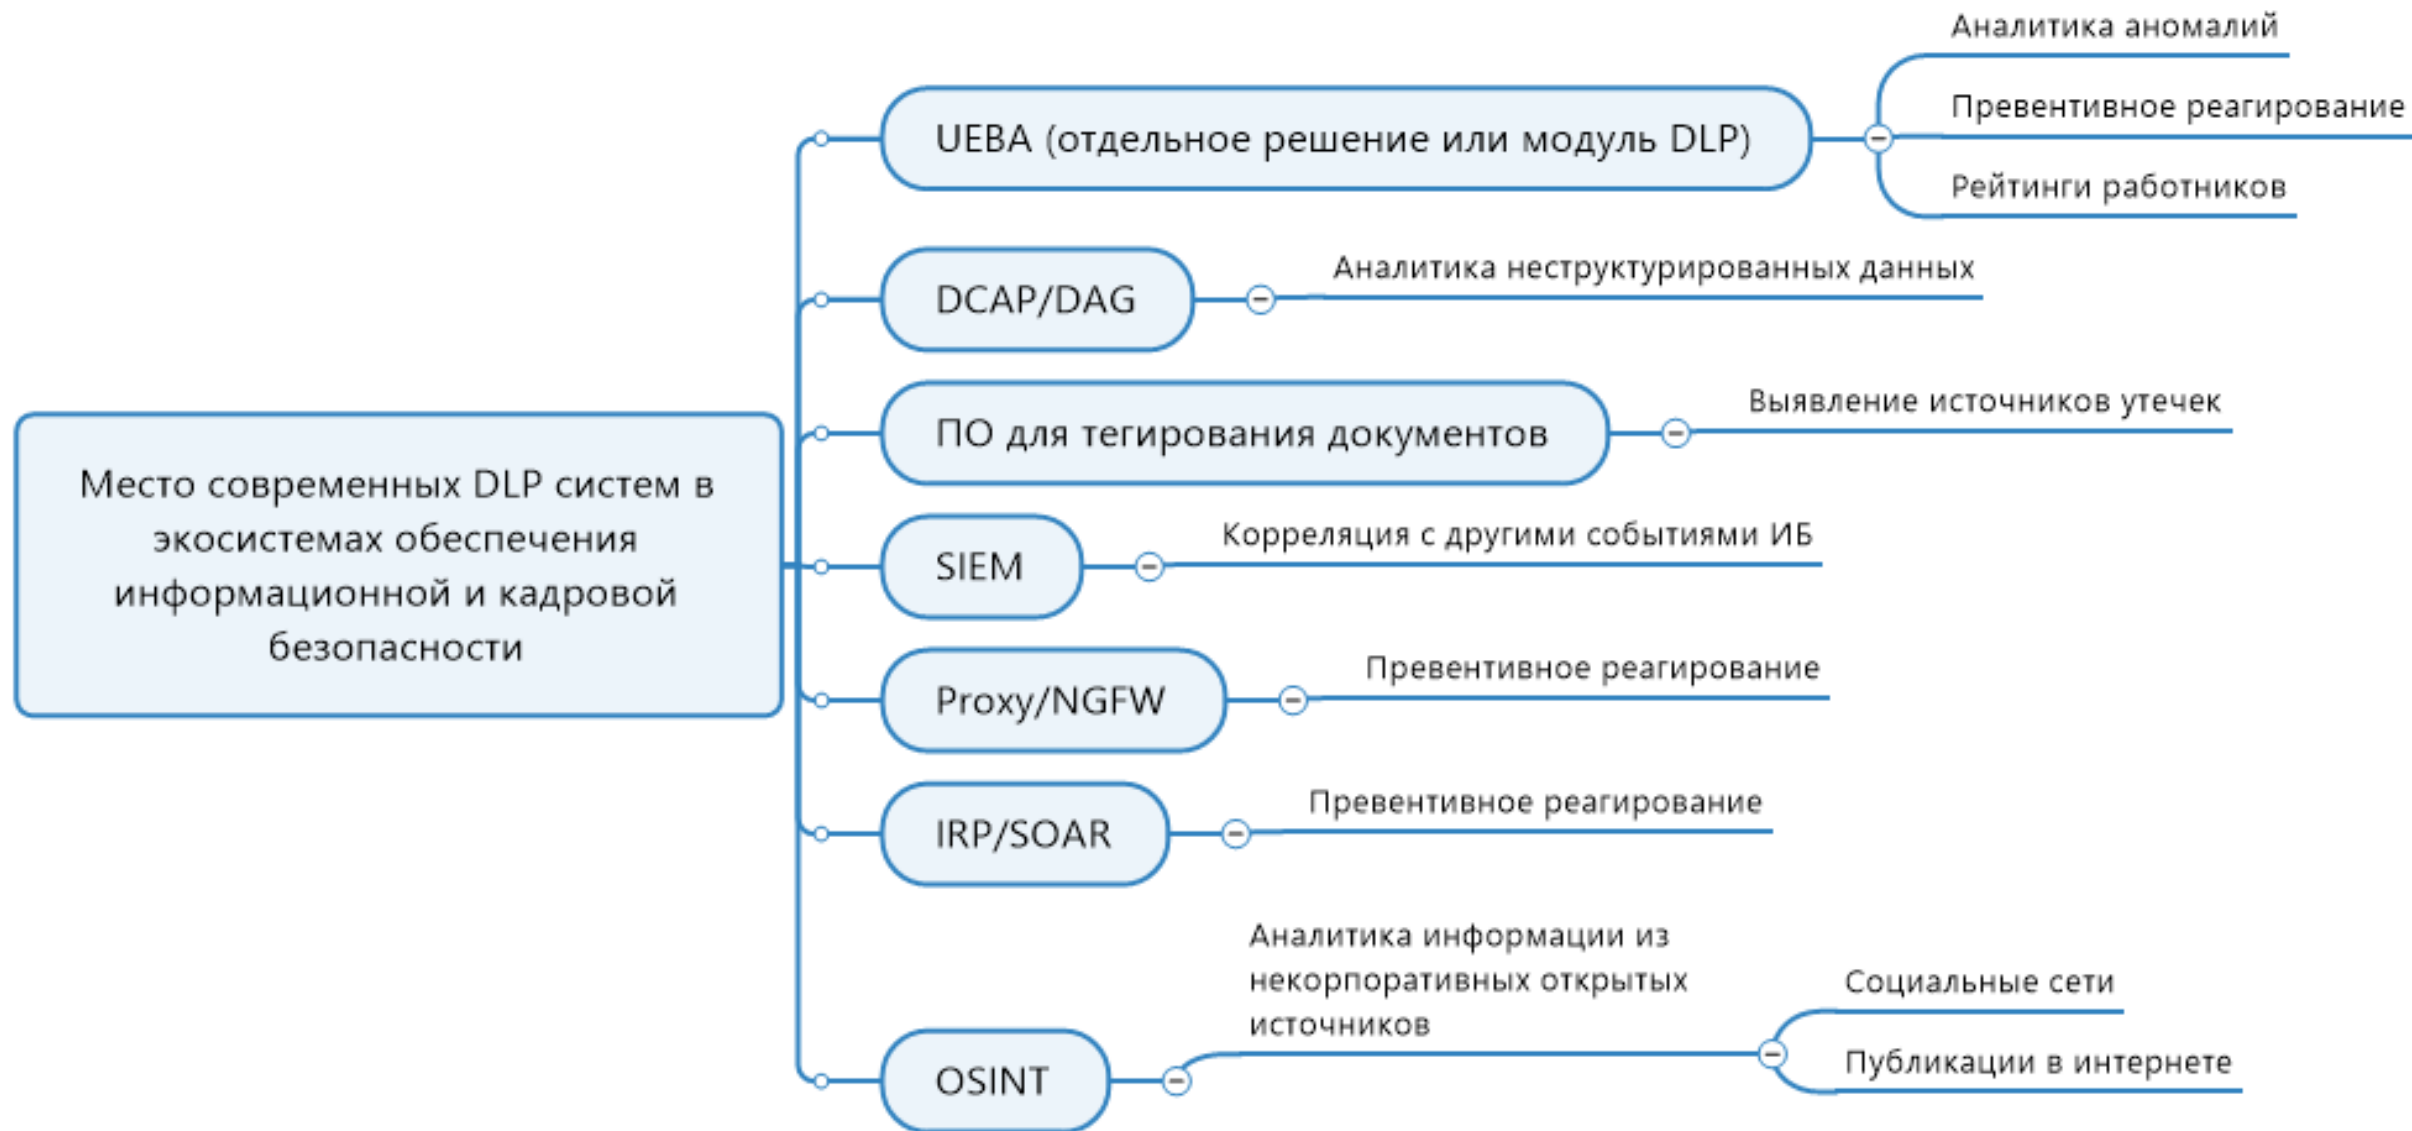 Место современных DLP систем в
экосистемах обеспечения
информационной и кадровой
безопасности
UEBA (отдельное решение или модуль DLP)
Аналитика аномалий
Превентивное реагирование
Рейтинги работников
DCAP/DAG
Аналитика неструктурированных данных
ПО для тегирования документов
Выявление источников утечек
SIEM
Корреляция с другими событиями ИБ
Proxy/NGFW
Превентивное реагирование
IRP/SOAR
Превентивное реагирование
OSINT
Аналитика информации из
некорпоративных открытых
источников
Социальные сети
Публикации в интернете